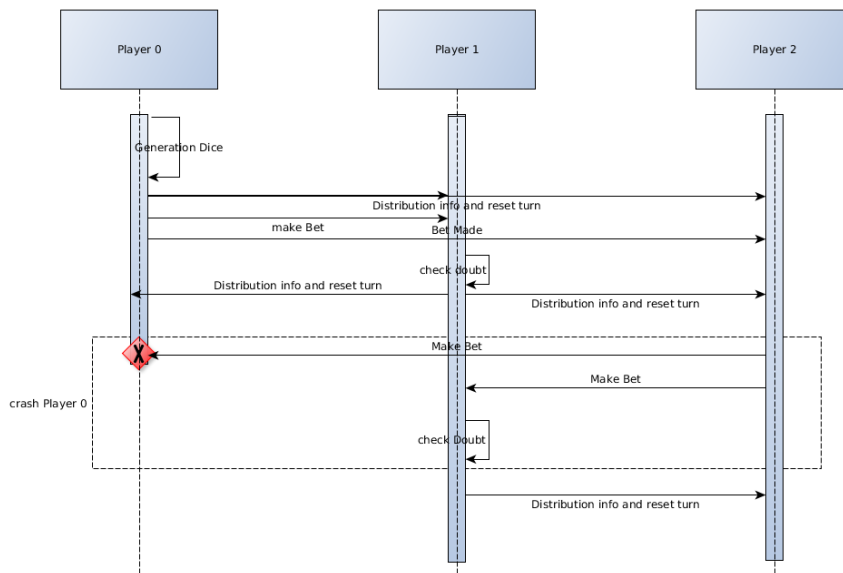 Player 0
Player 1
Player 2
Generation Dice
Distribution info and reset turn
make Bet
Bet Made
check doubt
Distribution info and reset turn
Distribution info and reset turn
Make Bet
X
Make Bet
crash Player 0
check Doubt
Distribution info and reset turn